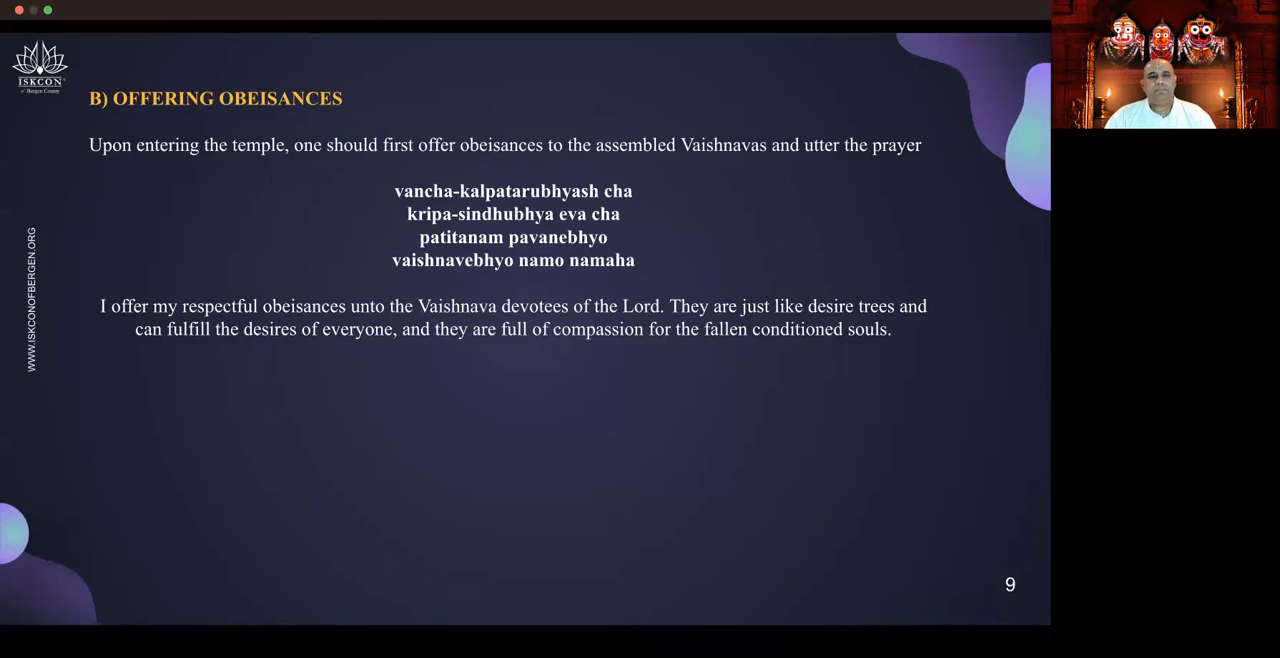 ISKCON
of Bergen County
B) OFFERING OBEISANCES
Upon entering the temple, one should first offer obeisances to the assembled Vaishnavas and utter the prayer
vancha-kalpatarubhyash cha
kripa-sindhubhya eva cha
patitanam pavanebhyo
vaishnavebhyo namo namaha
I offer my respectful obeisances unto the Vaishnava devotees of the Lord. They are just like desire trees and
can fulfill the desires of everyone, and they are full of compassion for the fallen conditioned souls.
WWW.ISKCONOFBERGEN.ORG
9